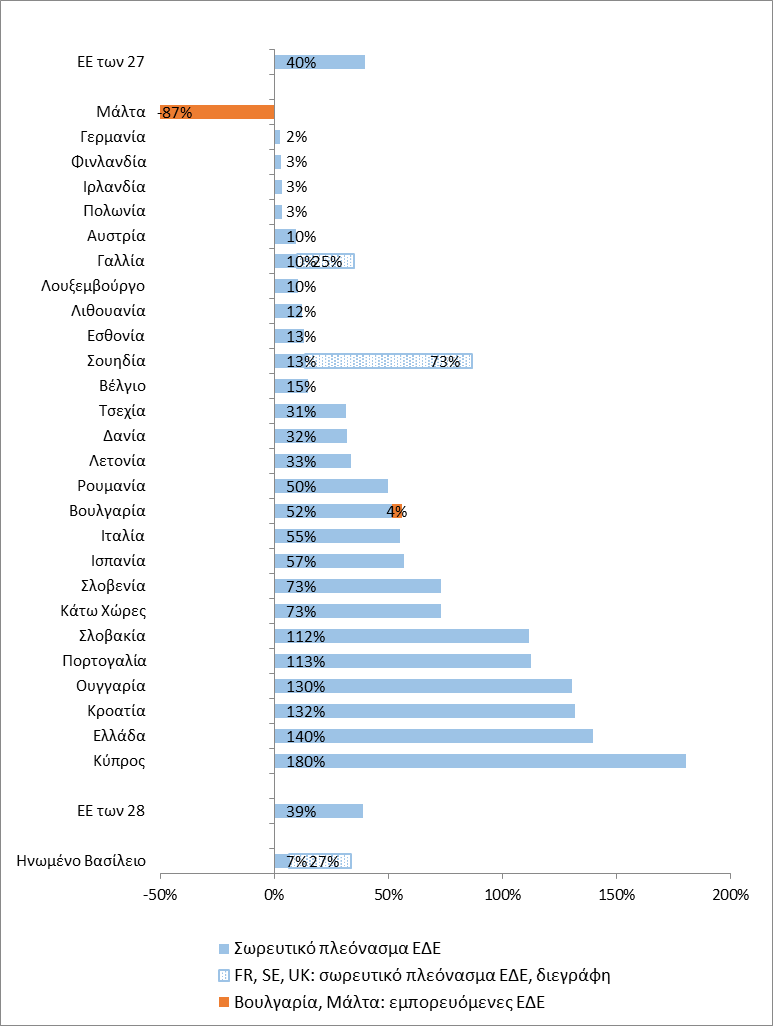 ΕΕ των 27 40%
Μάλτα -87%
Γερμανία 2%
Φινλανδία 3%
Ιρλανδία 3%
Πολωνία 3%
Αυστρία 10%
Γαλλία 10% 25%
Λουξεμβούργο 10%
Λιθουανία 12%
Εσθονία 13%
Σουηδία 13% 73%
Βέλγιο 15%
Τσεχία 31%
Δανία 32%
Λετονία 33%
Ρουμανία 50%
Βουλγαρία 52% 4%
Ιταλία 55%
Ισπανία 57%
Σλοβενία 73%
Κάτω Χώρες 73%
Σλοβακία 112%
Πορτογαλία 113%
Ουγγαρία 130%
Κροατία 132%
Ελλάδα 140%
Κύπρος 180%
ΕΕ των 28 39%
Ηνωμένο Βασίλειο 7% 27%
-50% 0% 50% 100% 150% 200%
Σωρευτικό πλεόνασμα ΕΔΕ
FR, SE, UK: σωρευτικό πλεόνασμα ΕΔΕ, διεγράφη
Βουλγαρία, Μάλτα: εμπορευόμενες ΕΔΕ